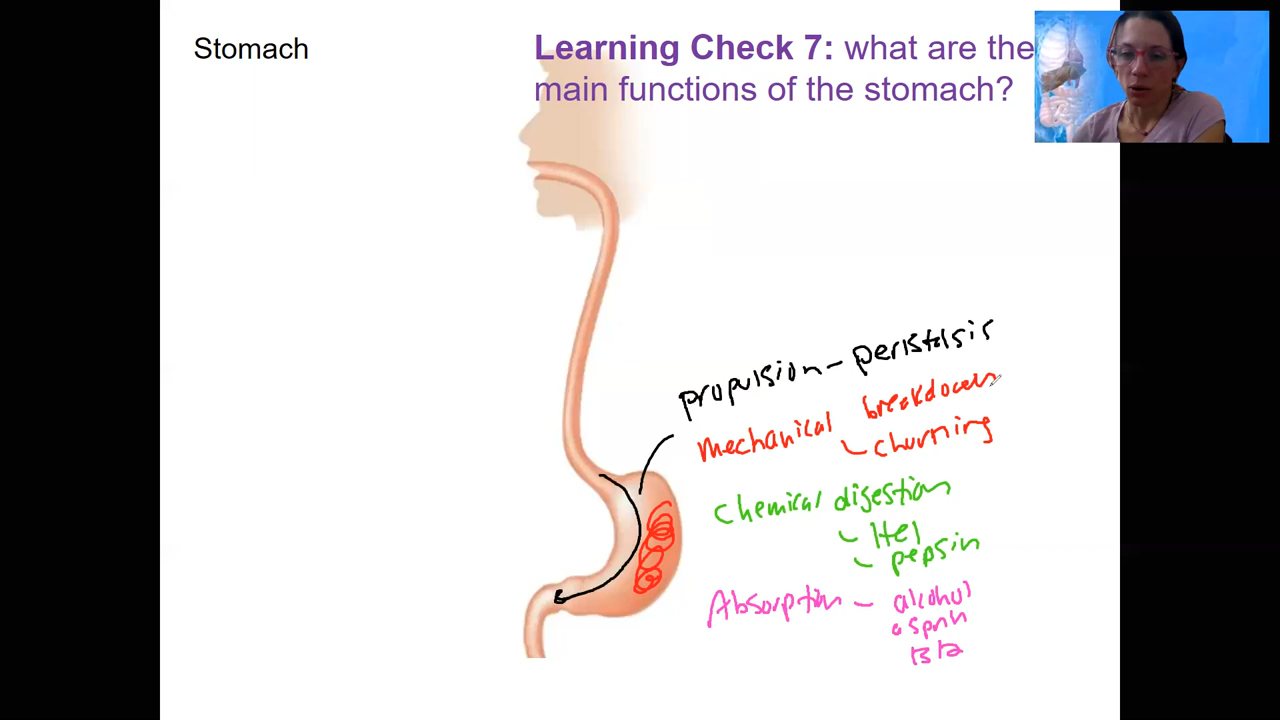 Stomach
Learning Check 7: what are the
main functions of the stomach?
propulsion - peristalsis
mechanical breakdown
churning
Chemical digestion
- HCl
- pepsin
Absorption - alcohol
aspirin
B12